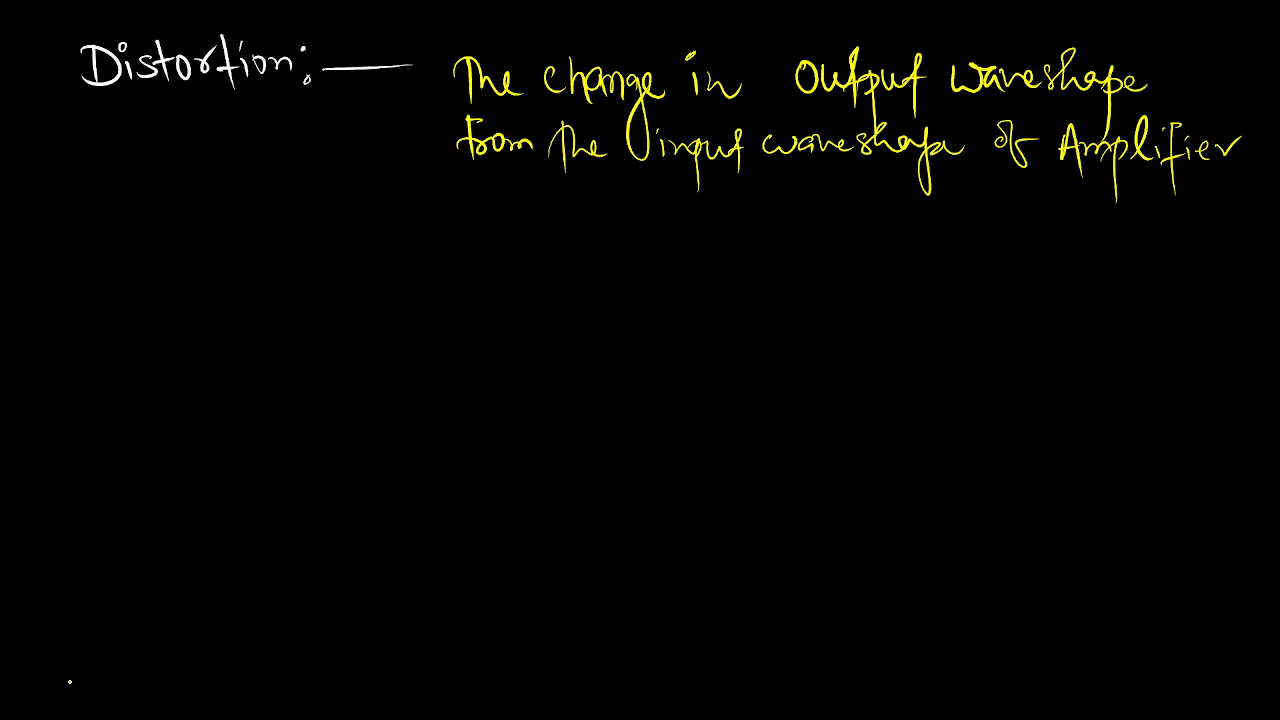 Distortion: — The change in Output waveshape
from the input waveshape of Amplifier